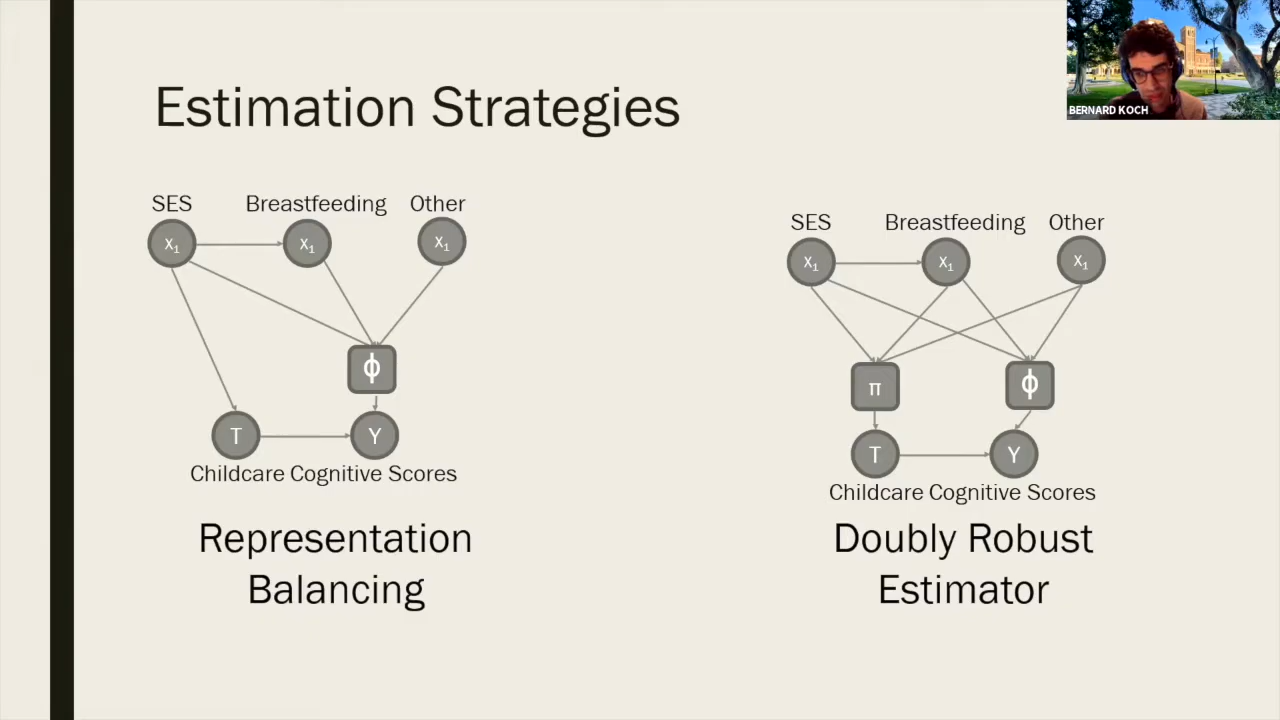 Estimation Strategies
BERNARD KOCH
SES Breastfeeding Other
X1 X1 X1
ϕ
T Y
Childcare Cognitive Scores
Representation
Balancing
SES Breastfeeding Other
X1 X1 X1
π ϕ
T Y
Childcare Cognitive Scores
Doubly Robust
Estimator